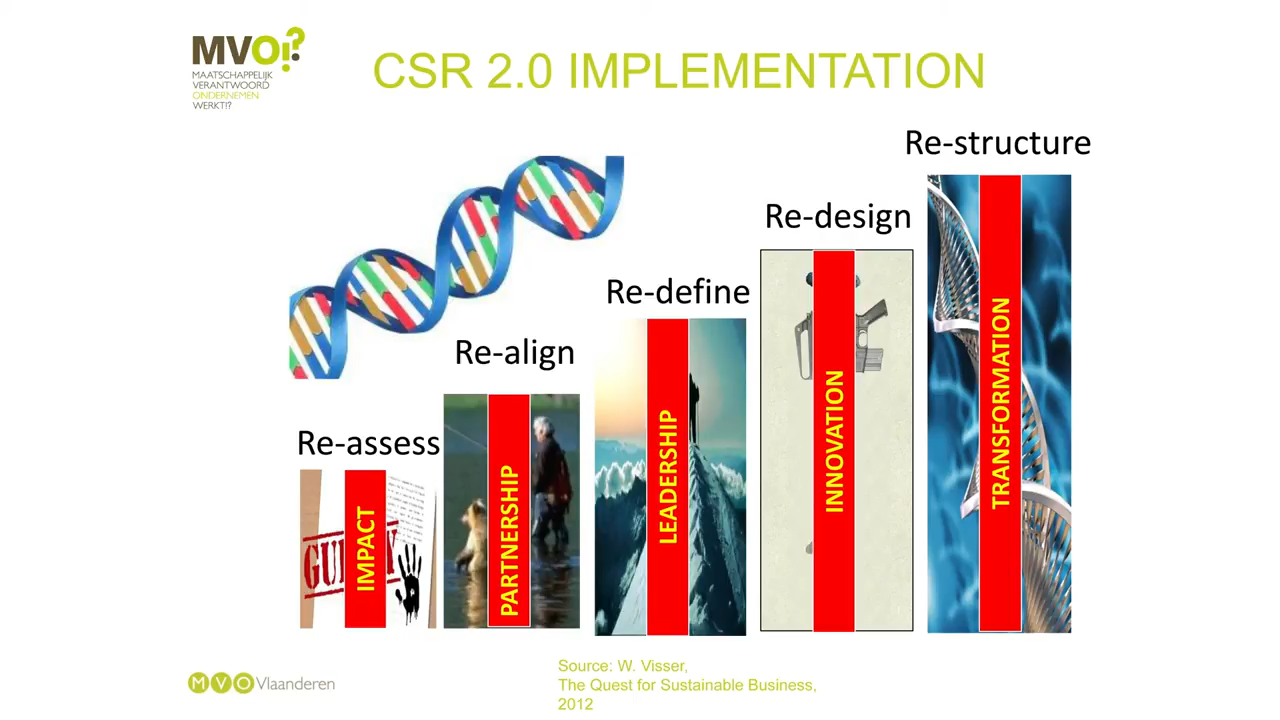 MVO!?
MAATSCHAPPELIJK
VERANTWOORD
ONDERNEMEN
WERKT!?
CSR 2.0 IMPLEMENTATION
Re-structure
Re-design
Re-define
Re-align
Re-assess
IMPACT
PARTNERSHIP
LEADERSHIP
INNOVATION
TRANSFORMATION
MVO Vlaanderen
Source: W. Visser,
The Quest for Sustainable Business,
2012